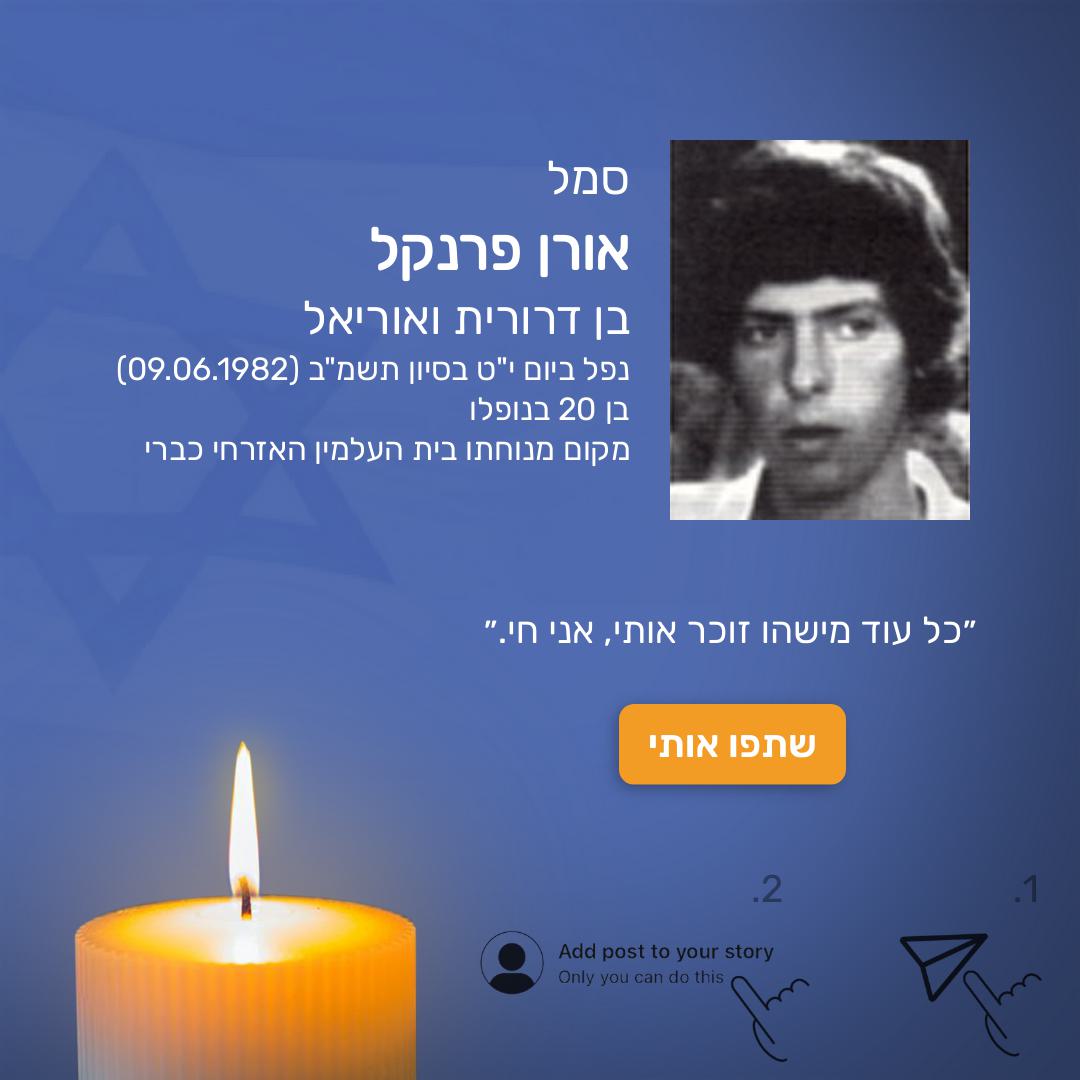 סמל
אורן פרנקל
בן דרורית ואוריאל
נפל ביום י"ט בסיון תשמ"ב (09.06.1982)
בן 20 בנופלו
מקום מנוחתו בית העלמין האזרחי כברי
״כל עוד מישהו זוכר אותי, אני חי.״
שתפו אותי
1.
2.
Add post to your story
Only you can do this